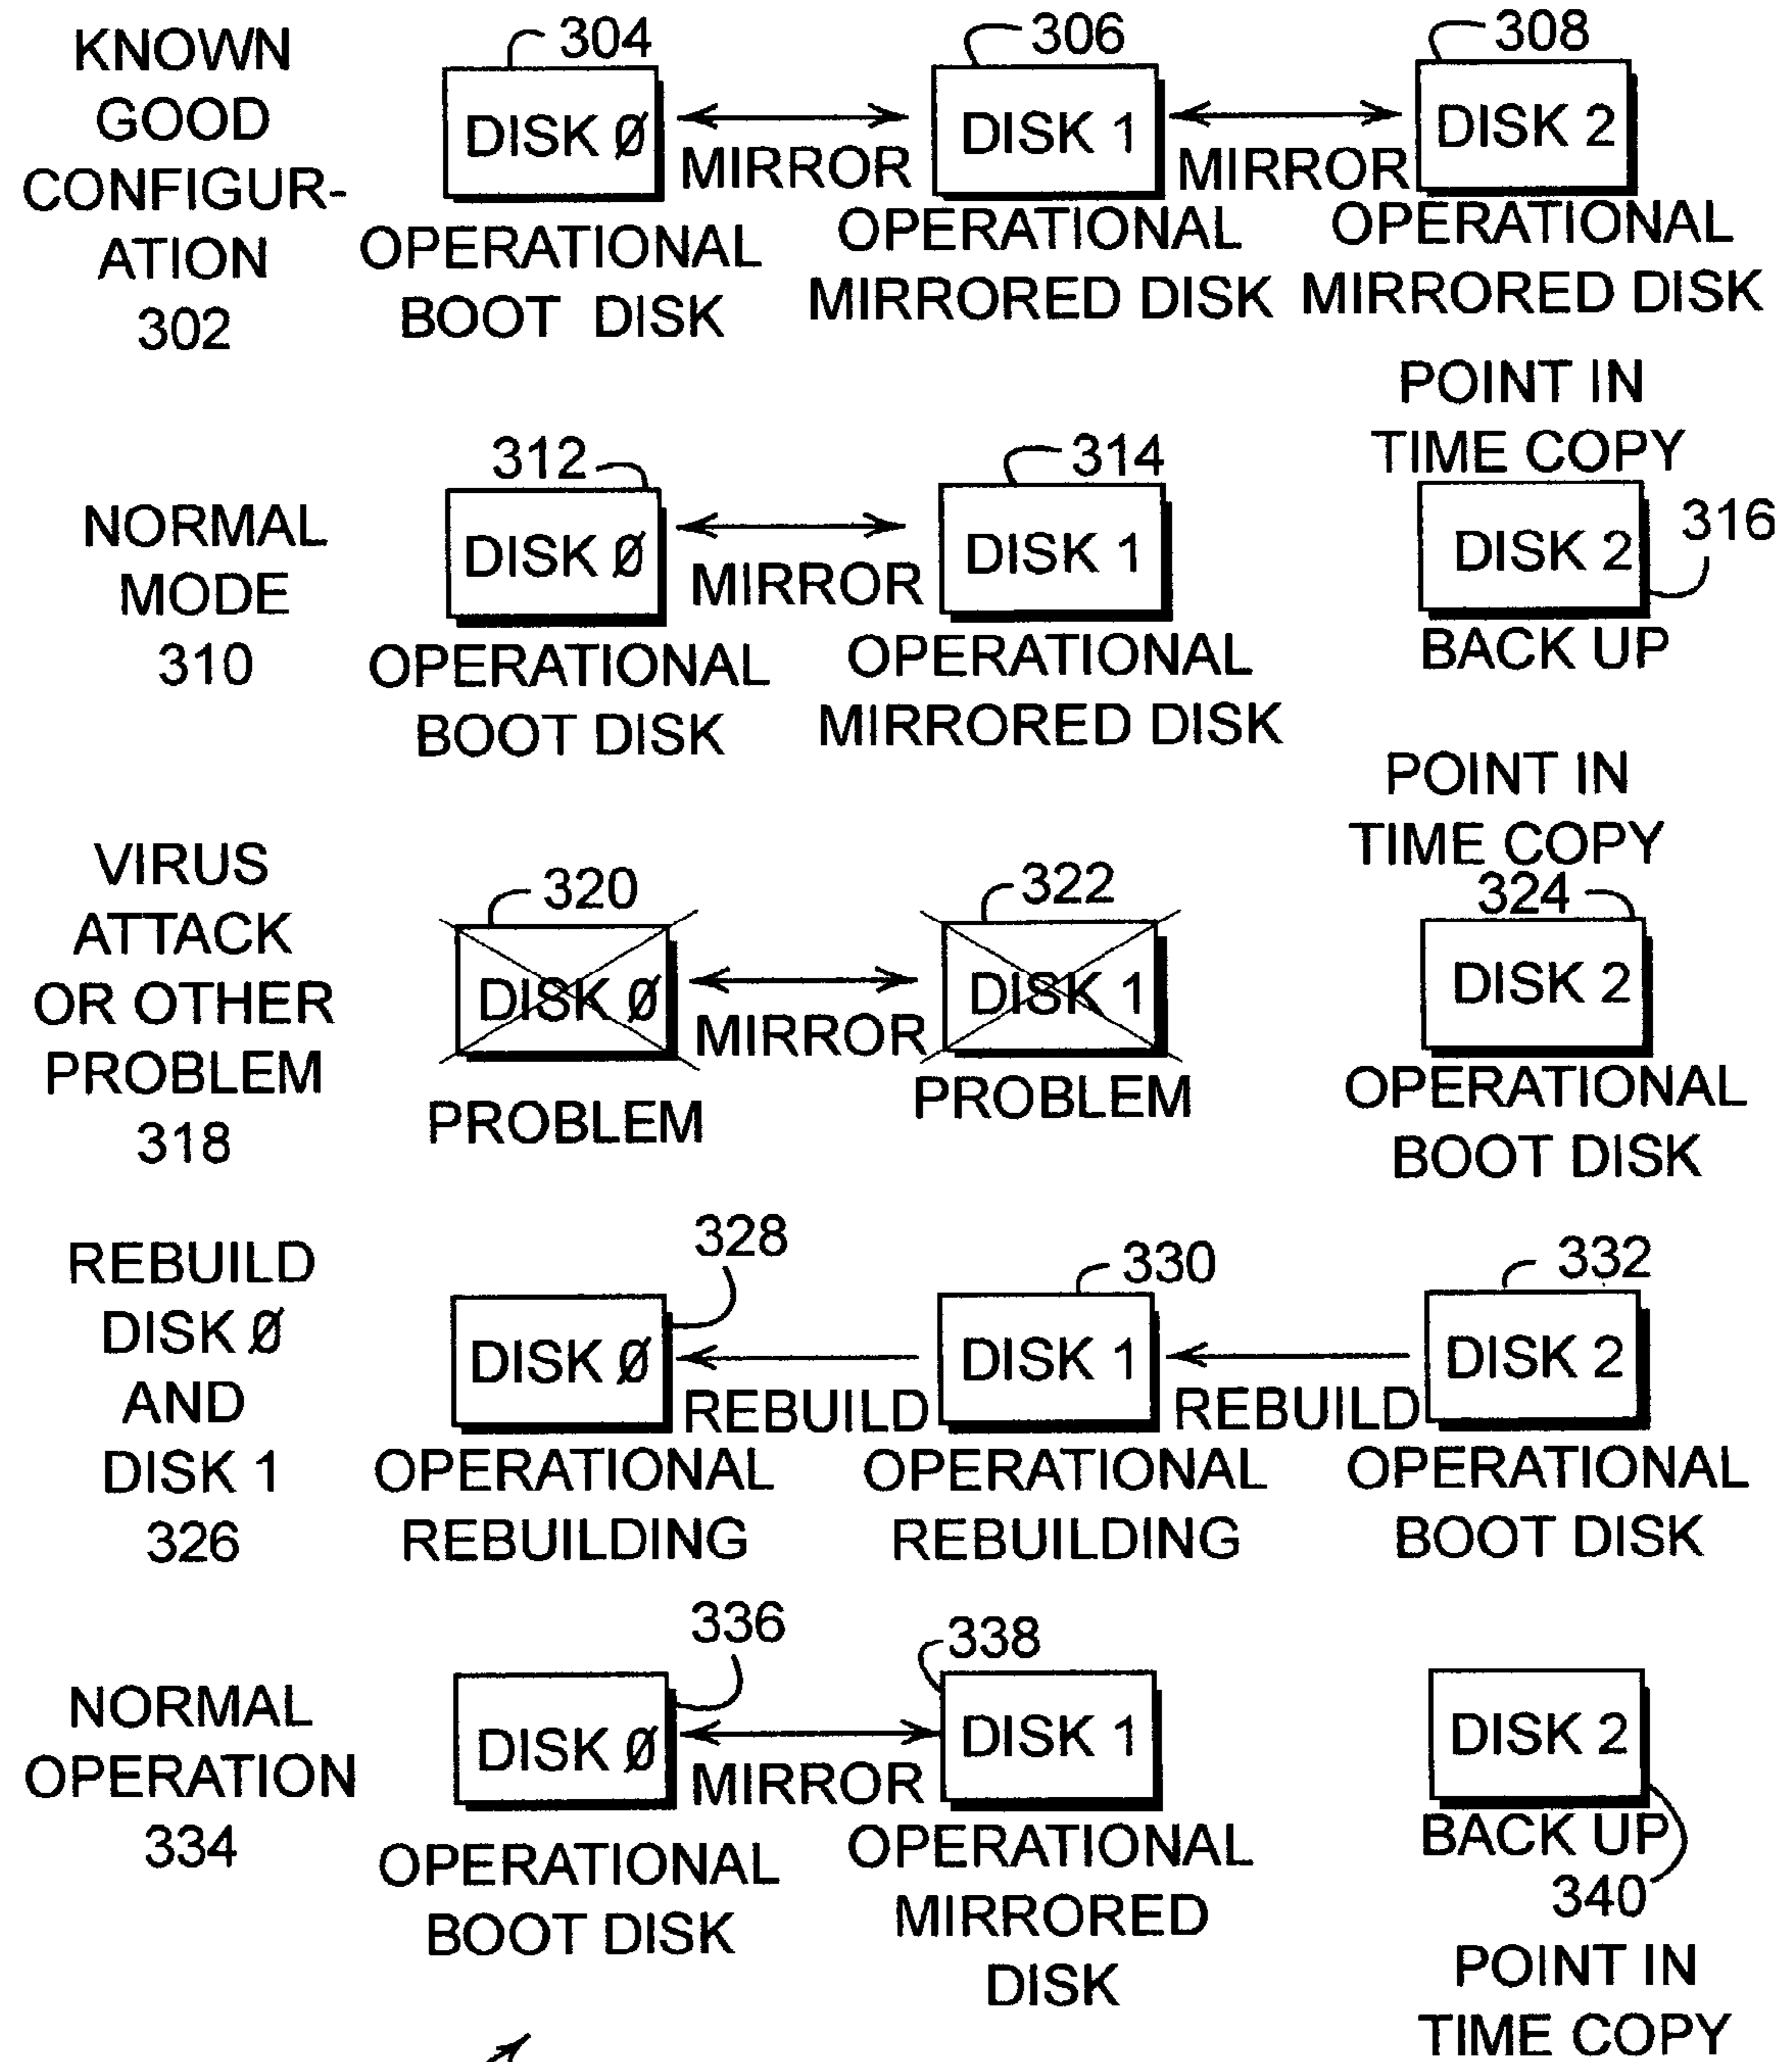 KNOWN
GOOD
CONFIGUR-
ATION
302
304
DISK Ø
OPERATIONAL
BOOT DISK
MIRROR
306
DISK 1
OPERATIONAL
MIRRORED DISK
MIRROR
308
DISK 2
OPERATIONAL
MIRRORED DISK
NORMAL
MODE
310
312
DISK Ø
OPERATIONAL
BOOT DISK
MIRROR
314
DISK 1
OPERATIONAL
MIRRORED DISK
POINT IN
TIME COPY
DISK 2
316
BACK UP
VIRUS
ATTACK
OR OTHER
PROBLEM
318
320
DISK Ø
PROBLEM
MIRROR
322
DISK 1
PROBLEM
POINT IN
TIME COPY
324
DISK 2
OPERATIONAL
BOOT DISK
REBUILD
DISK Ø
AND
DISK 1
326
328
DISK Ø
OPERATIONAL
REBUILDING
REBUILD
330
DISK 1
OPERATIONAL
REBUILDING
REBUILD
332
DISK 2
OPERATIONAL
BOOT DISK
NORMAL
OPERATION
334
336
DISK Ø
OPERATIONAL
BOOT DISK
MIRROR
338
DISK 1
OPERATIONAL
MIRRORED
DISK
DISK 2
BACK UP
340
POINT IN
TIME COPY